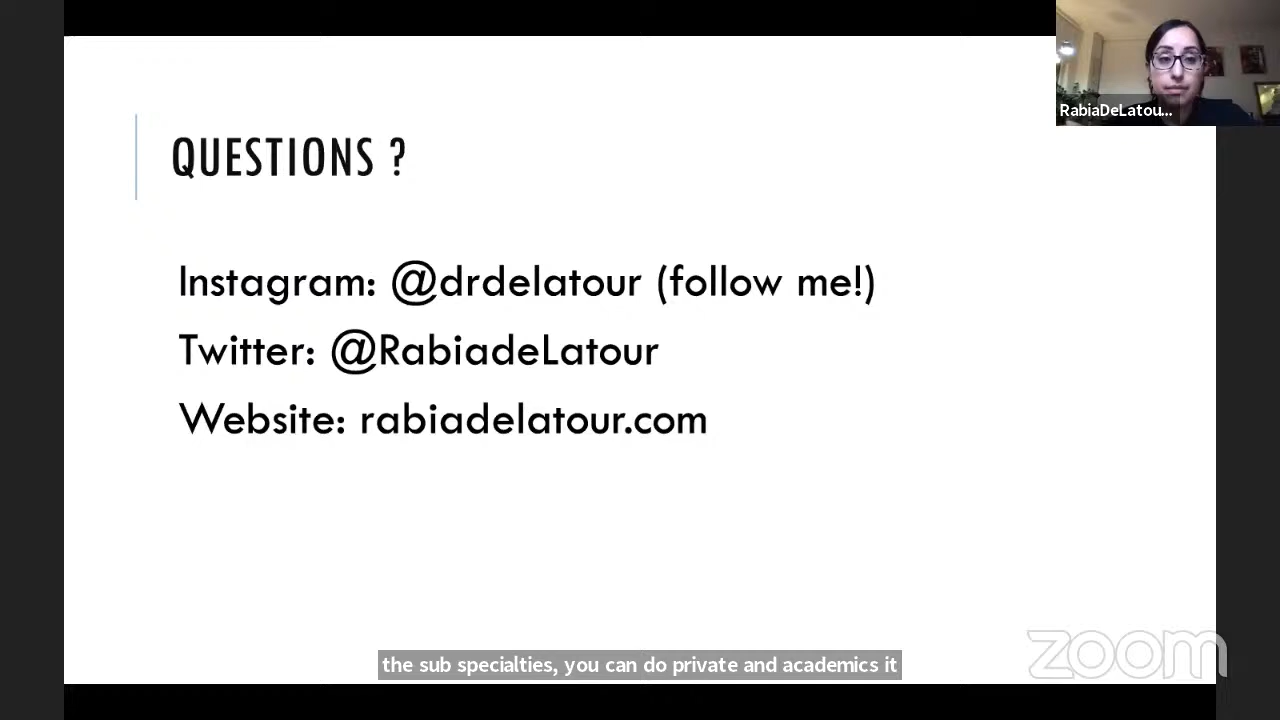 RabiaDeLatou...
QUESTIONS ?
Instagram: @drdelatour (follow me!)
Twitter: @RabiadeLatour
Website: rabiadelatour.com
the sub specialties, you can do private and academics it
zoom